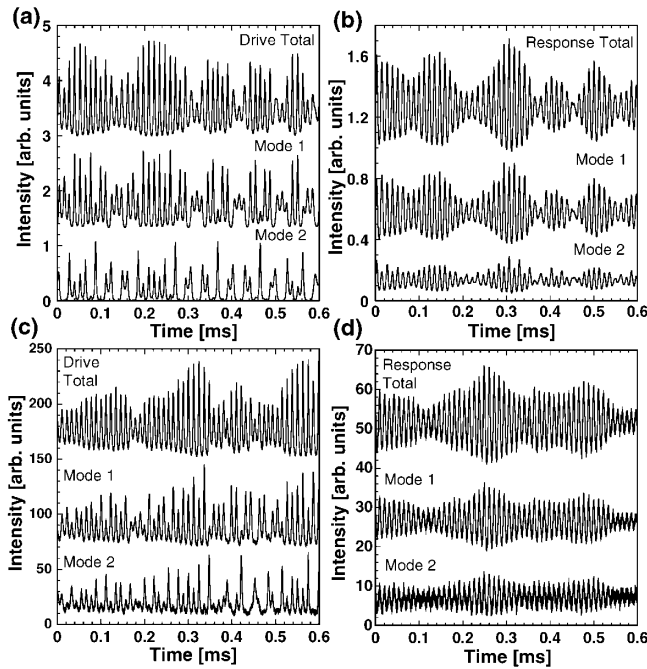 (a)
5
4
3
2
1
0
Intensity [arb. units]
Drive Total
Mode 1
Mode 2
0 0.1 0.2 0.3 0.4 0.5 0.6
Time [ms]
(b)
1.6
1.2
0.8
0.4
0
Intensity [arb. units]
Response Total
Mode 1
Mode 2
0 0.1 0.2 0.3 0.4 0.5 0.6
Time [ms]
(c)
250
200
150
100
50
0
Intensity [arb. units]
Drive
Total
Mode 1
Mode 2
0 0.1 0.2 0.3 0.4 0.5 0.6
Time [ms]
(d)
70
60
50
40
30
20
10
0
Intensity [arb. units]
Response
Total
Mode 1
Mode 2
0 0.1 0.2 0.3 0.4 0.5 0.6
Time [ms]